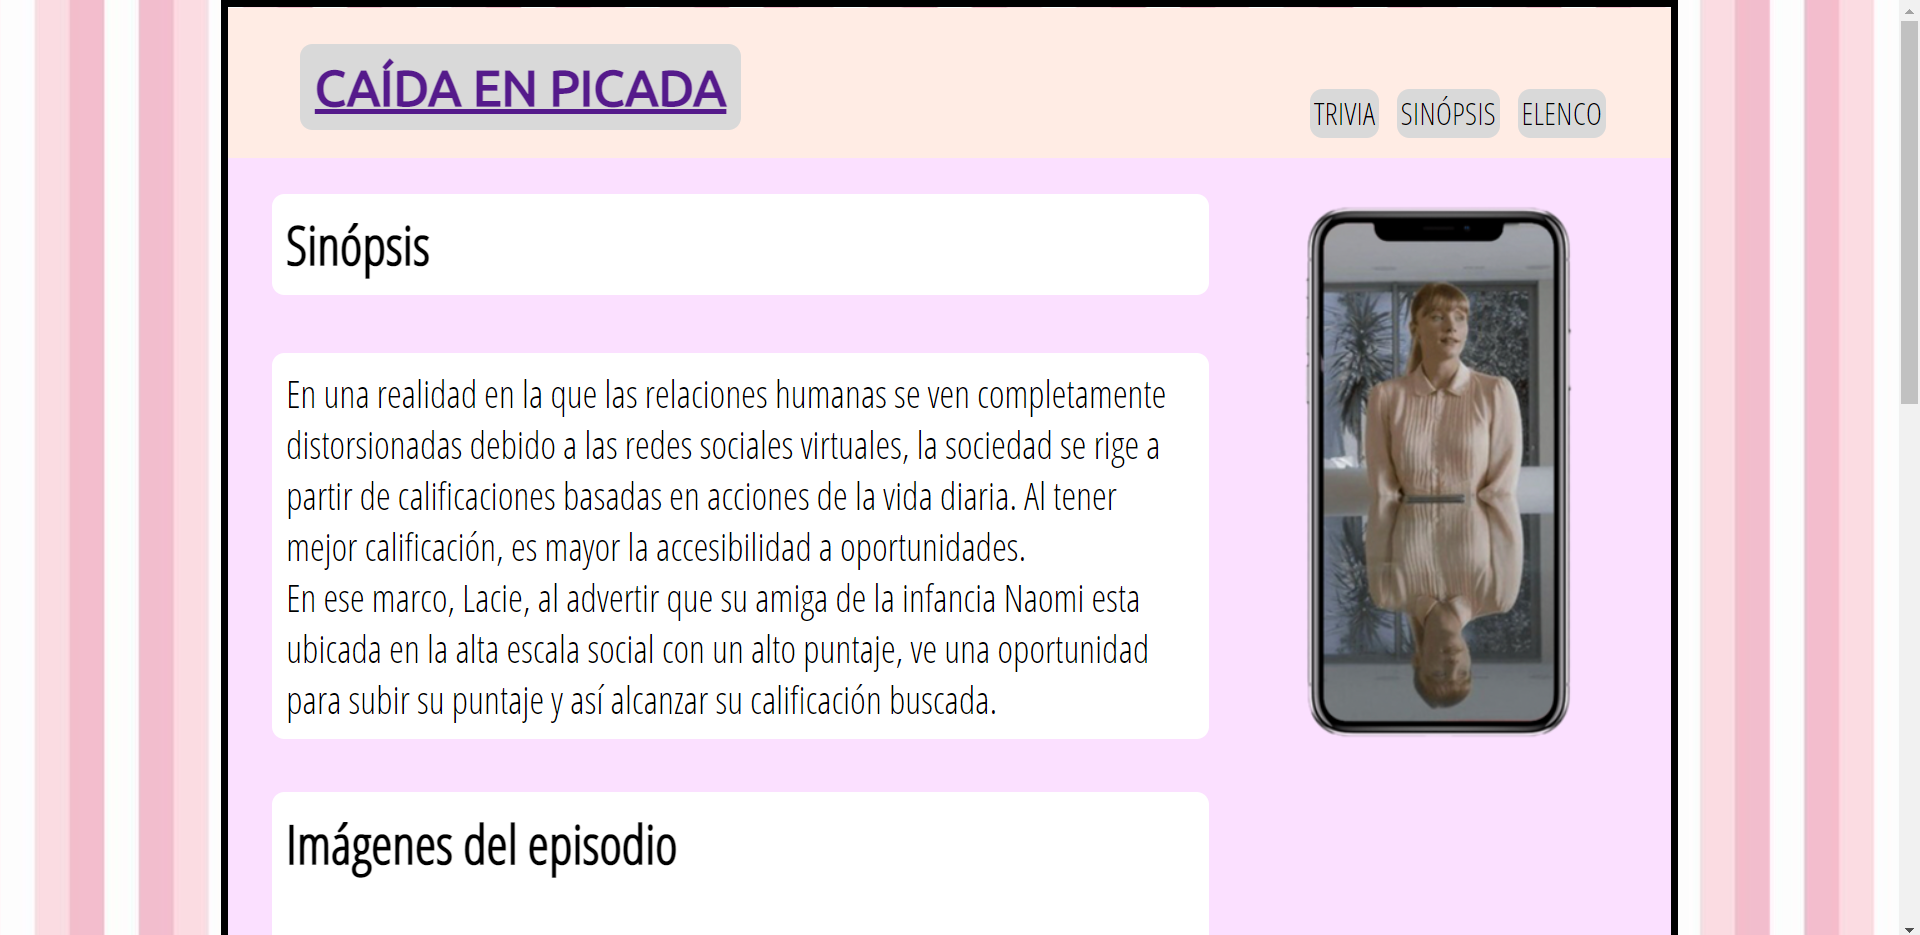 CAÍDA EN PICADA
TRIVIA
SINÓPSIS
ELENCO
Sinópsis
En una realidad en la que las relaciones humanas se ven completamente
distorsionadas debido a las redes sociales virtuales, la sociedad se rige a
partir de calificaciones basadas en acciones de la vida diaria. Al tener
mejor calificación, es mayor la accesibilidad a oportunidades.
En ese marco, Lacie, al advertir que su amiga de la infancia Naomi esta
ubicada en la alta escala social con un alto puntaje, ve una oportunidad
para subir su puntaje y así alcanzar su calificación buscada.
Imágenes del episodio